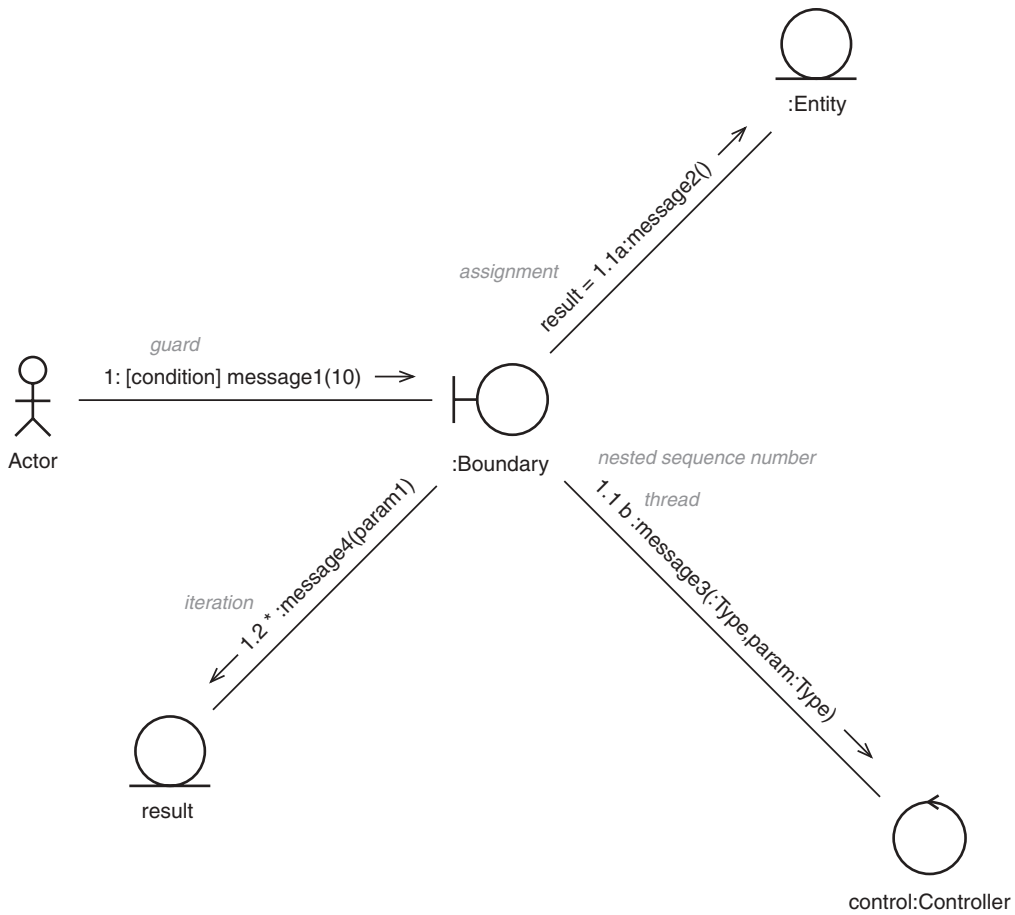 :Entity
result = 1.1a:message2()
assignment
guard
1: [condition] message1(10)
Actor
:Boundary
nested sequence number
thread
1.1 b :message3(:Type,param:Type)
iteration
1.2 * :message4(param1)
result
control:Controller